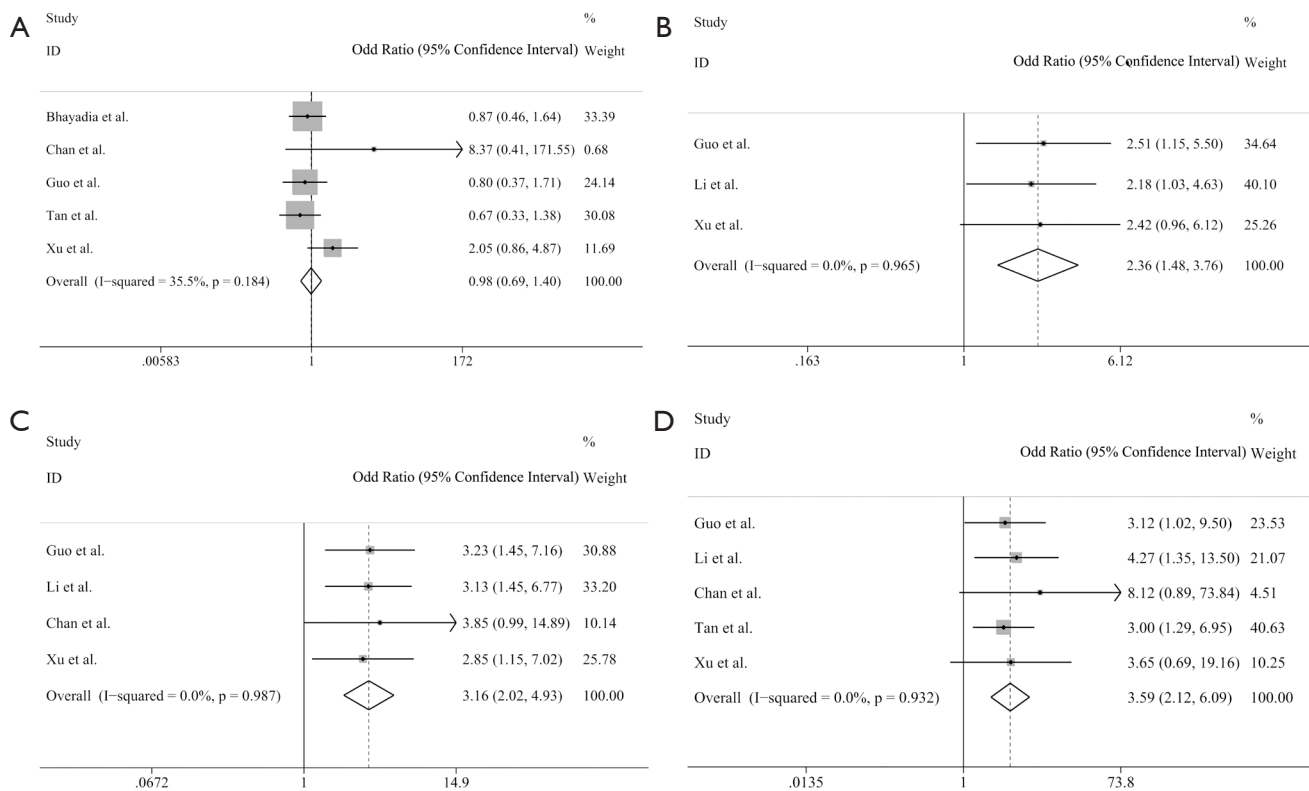 A
Study %
ID Odd Ratio (95% Confidence Interval) Weight
Bhayadia et al. 0.87 (0.46, 1.64) 33.39
Chan et al. 8.37 (0.41, 171.55) 0.68
Guo et al. 0.80 (0.37, 1.71) 24.14
Tan et al. 0.67 (0.33, 1.38) 30.08
Xu et al. 2.05 (0.86, 4.87) 11.69
Overall (I−squared = 35.5%, p = 0.184) 0.98 (0.69, 1.40) 100.00
.00583 1 172
B
Study %
ID Odd Ratio (95% Confidence Interval) Weight
Guo et al. 2.51 (1.15, 5.50) 34.64
Li et al. 2.18 (1.03, 4.63) 40.10
Xu et al. 2.42 (0.96, 6.12) 25.26
Overall (I−squared = 0.0%, p = 0.965) 2.36 (1.48, 3.76) 100.00
.163 1 6.12
C
Study %
ID Odd Ratio (95% Confidence Interval) Weight
Guo et al. 3.23 (1.45, 7.16) 30.88
Li et al. 3.13 (1.45, 6.77) 33.20
Chan et al. 3.85 (0.99, 14.89) 10.14
Xu et al. 2.85 (1.15, 7.02) 25.78
Overall (I−squared = 0.0%, p = 0.987) 3.16 (2.02, 4.93) 100.00
.0672 1 14.9
D
Study %
ID Odd Ratio (95% Confidence Interval) Weight
Guo et al. 3.12 (1.02, 9.50) 23.53
Li et al. 4.27 (1.35, 13.50) 21.07
Chan et al. 8.12 (0.89, 73.84) 4.51
Tan et al. 3.00 (1.29, 6.95) 40.63
Xu et al. 3.65 (0.69, 19.16) 10.25
Overall (I−squared = 0.0%, p = 0.932) 3.59 (2.12, 6.09) 100.00
.0135 1 73.8